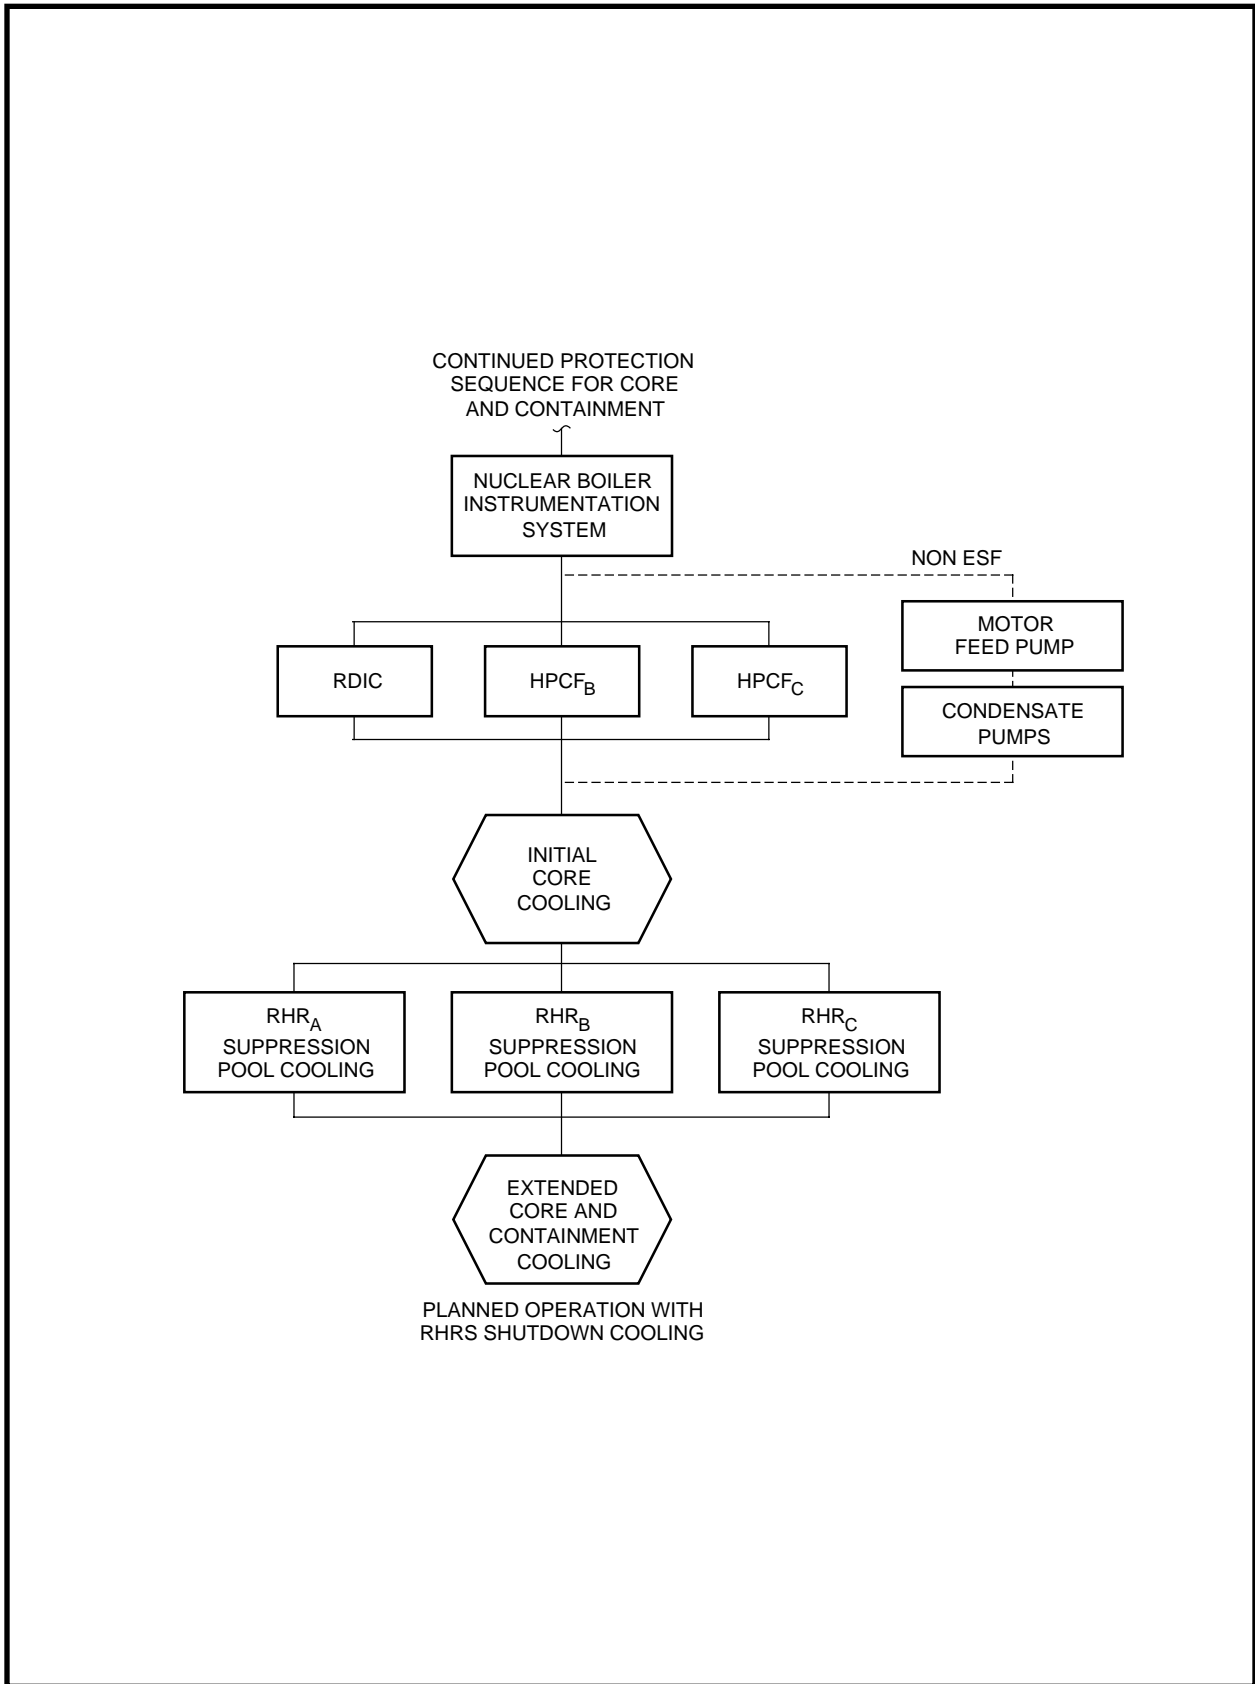 CONTINUED PROTECTION
SEQUENCE FOR CORE
AND CONTAINMENT
NUCLEAR BOILER
INSTRUMENTATION
SYSTEM
NON ESF
MOTOR
FEED PUMP
RDIC
HPCFB
HPCFC
CONDENSATE
PUMPS
INITIAL
CORE
COOLING
RHRA
SUPPRESSION
POOL COOLING
RHRB
SUPPRESSION
POOL COOLING
RHRC
SUPPRESSION
POOL COOLING
EXTENDED
CORE AND
CONTAINMENT
COOLING
PLANNED OPERATION WITH
RHRS SHUTDOWN COOLING